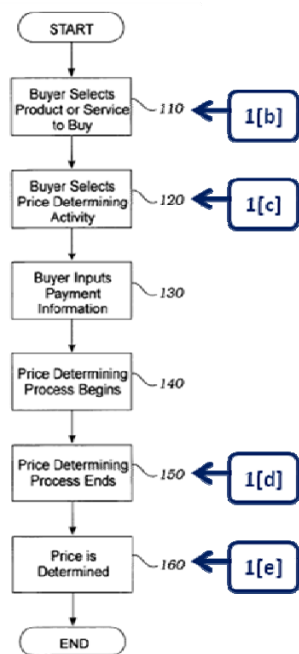 START
Buyer Selects
Product or Service
to Buy
110
1[b]
Buyer Selects
Price Determining
Activity
120
1[c]
Buyer Inputs
Payment
Information
130
Price Determining
Process Begins
140
Price Determining
Process Ends
150
1[d]
Price is
Determined
160
1[e]
END